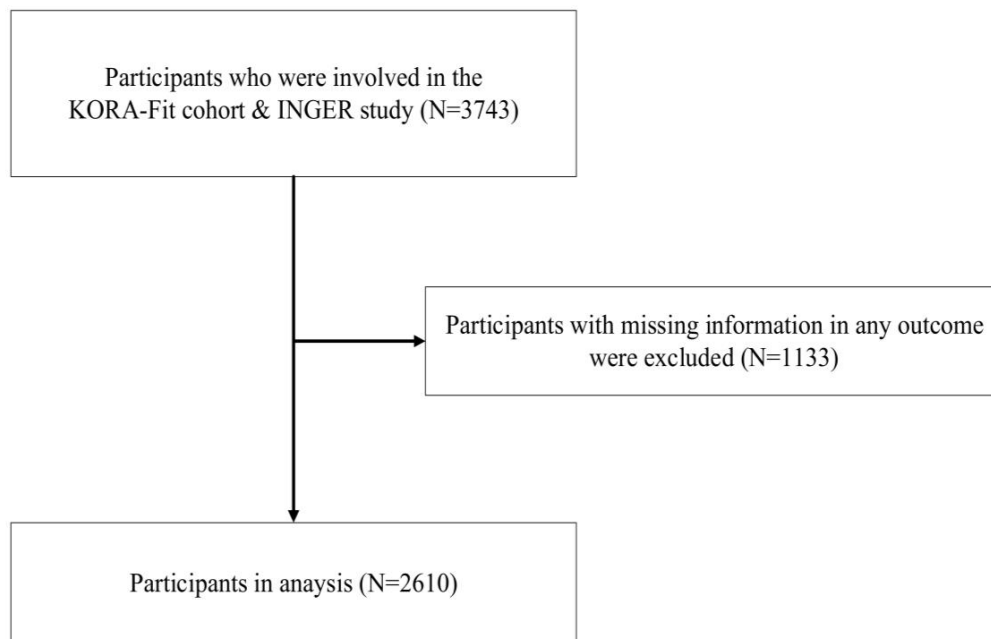 Participants who were involved in the
KORA-Fit cohort & INGER study (N=3743)
Participants with missing information in any outcome
were excluded (N=1133)
Participants in anaysis (N=2610)